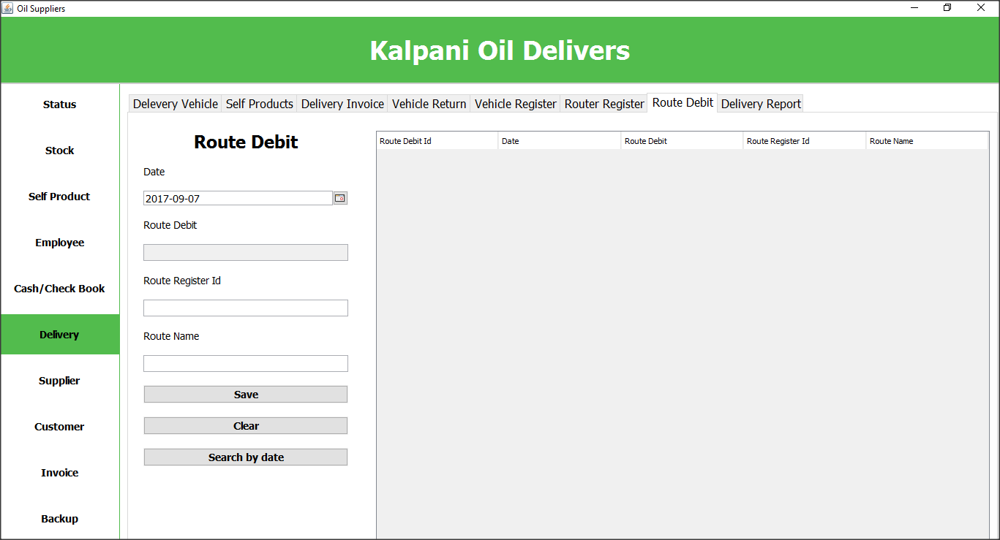 Oil Suppliers
Kalpani Oil Delivers
Status
Stock
Self Product
Employee
Cash/Check Book
Delivery
Supplier
Customer
Invoice
Backup
Delevery Vehicle Self Products Delivery Invoice Vehicle Return Vehicle Register Router Register Route Debit Delivery Report
Route Debit
Date
2017-09-07
Route Debit
Route Register Id
Route Name
Save
Clear
Search by date
Route Debit Id Date Route Debit Route Register Id Route Name